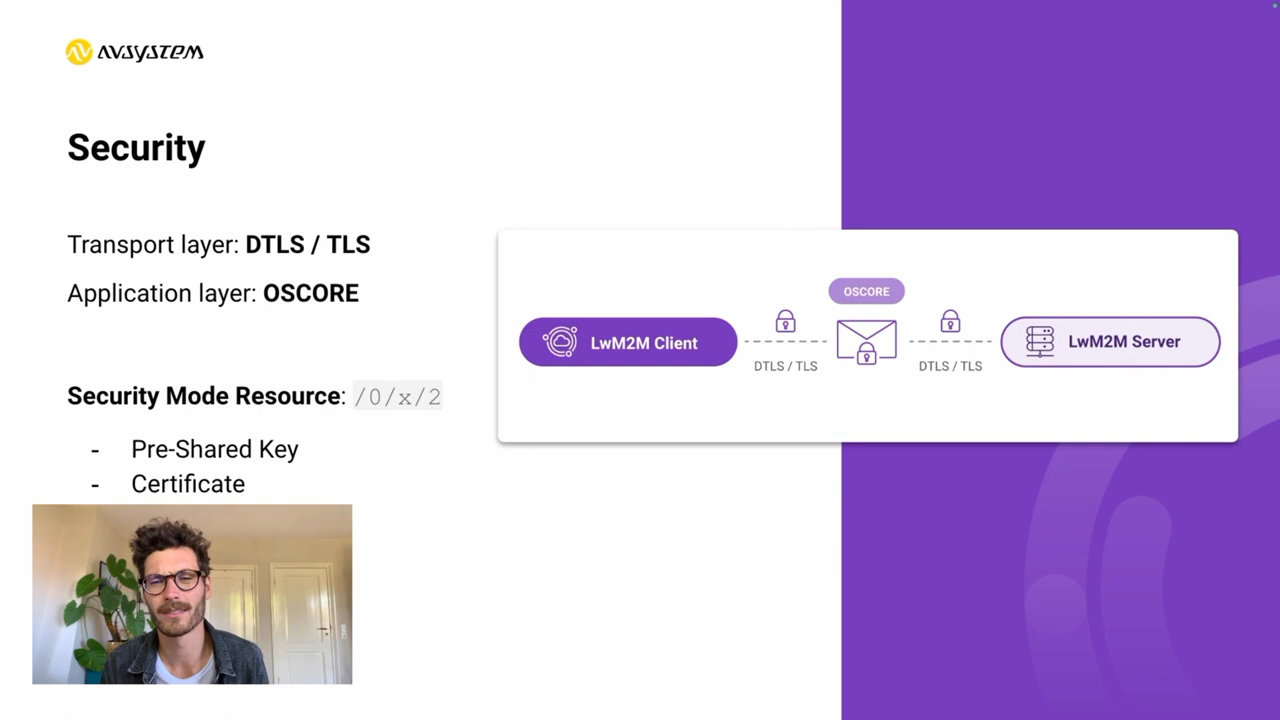 AVSYSTEM
Security
Transport layer: DTLS / TLS
Application layer: OSCORE
Security Mode Resource: /0/x/2
- Pre-Shared Key
- Certificate
OSCORE
LwM2M Client
DTLS / TLS
DTLS / TLS
LwM2M Server